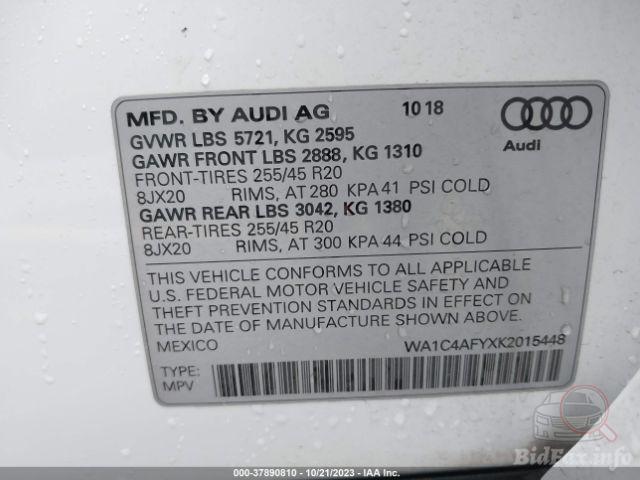 MFD. BY AUDI AG 10 18
GVWR LBS 5721, KG 2595
GAWR FRONT LBS 2888, KG 1310
FRONT-TIRES 255/45 R20
8JX20 RIMS, AT 280 KPA 41 PSI COLD
GAWR REAR LBS 3042, KG 1380
REAR-TIRES 255/45 R20
8JX20 RIMS, AT 300 KPA 44 PSI COLD
Audi
THIS VEHICLE CONFORMS TO ALL APPLICABLE
U.S. FEDERAL MOTOR VEHICLE SAFETY AND
THEFT PREVENTION STANDARDS IN EFFECT ON
THE DATE OF MANUFACTURE SHOWN ABOVE.
MEXICO WA1C4AFYXK2015448
TYPE:
MPV
BidFax.info
000-37890810 - 10/21/2023 - IAA Inc.